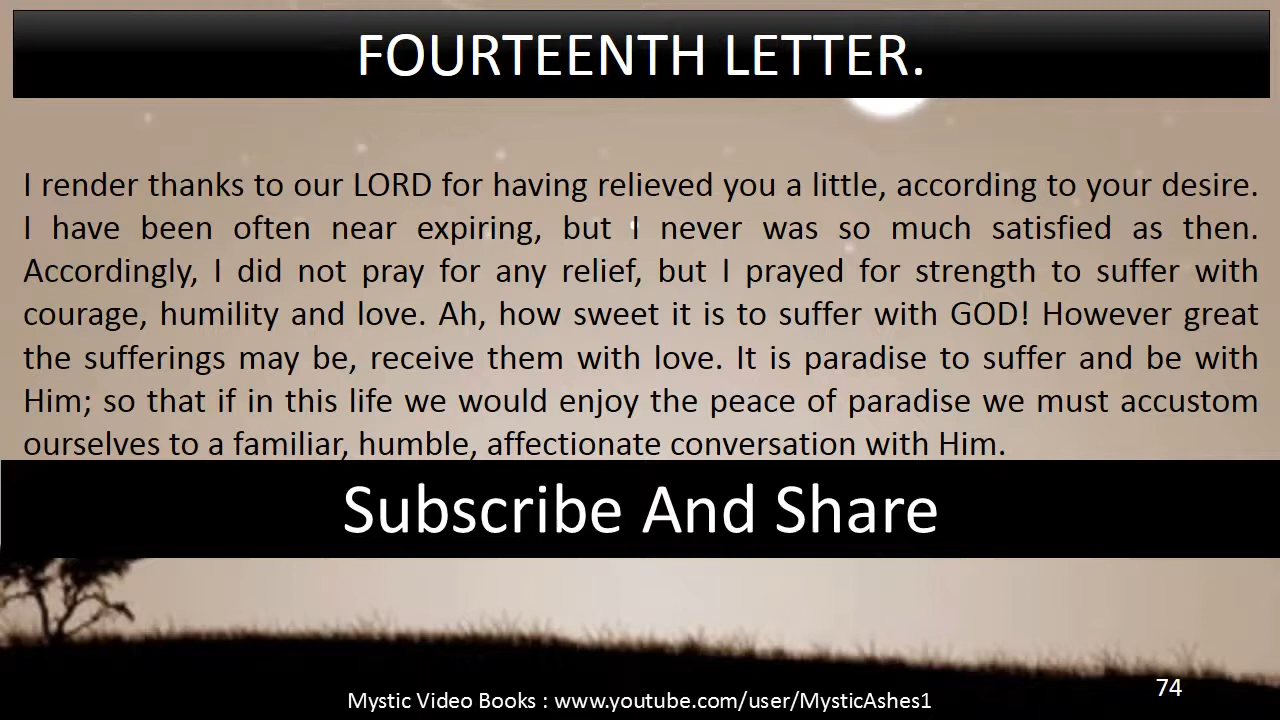 FOURTEENTH LETTER.
I render thanks to our LORD for having relieved you a little, according to your desire.
I have been often near expiring, but I never was so much satisfied as then.
Accordingly, I did not pray for any relief, but I prayed for strength to suffer with
courage, humility and love. Ah, how sweet it is to suffer with GOD! However great
the sufferings may be, receive them with love. It is paradise to suffer and be with
Him; so that if in this life we would enjoy the peace of paradise we must accustom
ourselves to a familiar, humble, affectionate conversation with Him.
Subscribe And Share
74
Mystic Video Books : www.youtube.com/user/MysticAshes1